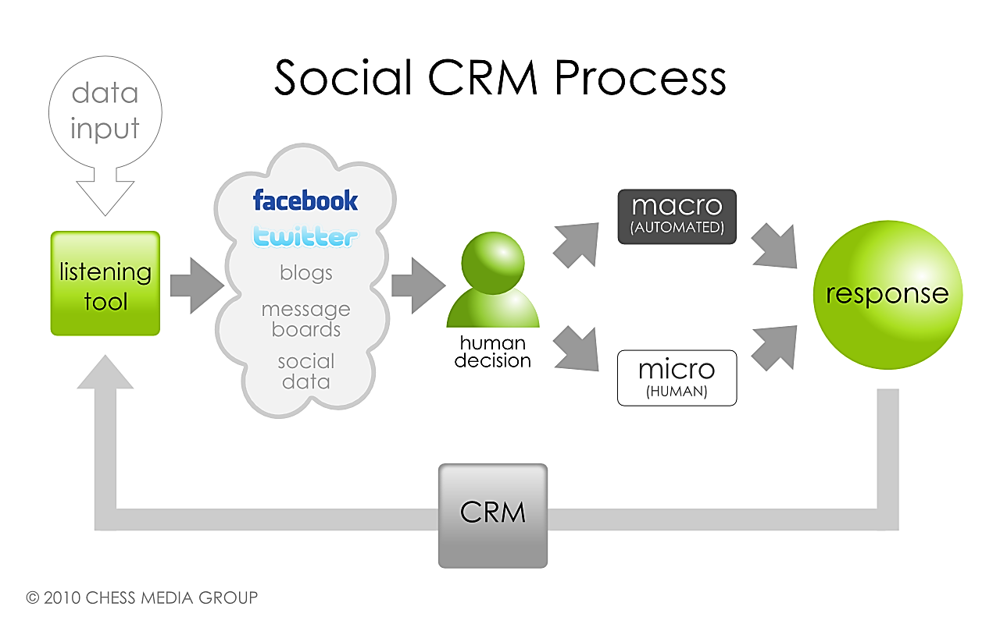 Social CRM Process
data
input
listening
tool
facebook
twitter
blogs
message
boards
social
data
human
decision
macro
(AUTOMATED)
micro
(HUMAN)
response
CRM
© 2010 CHESS MEDIA GROUP